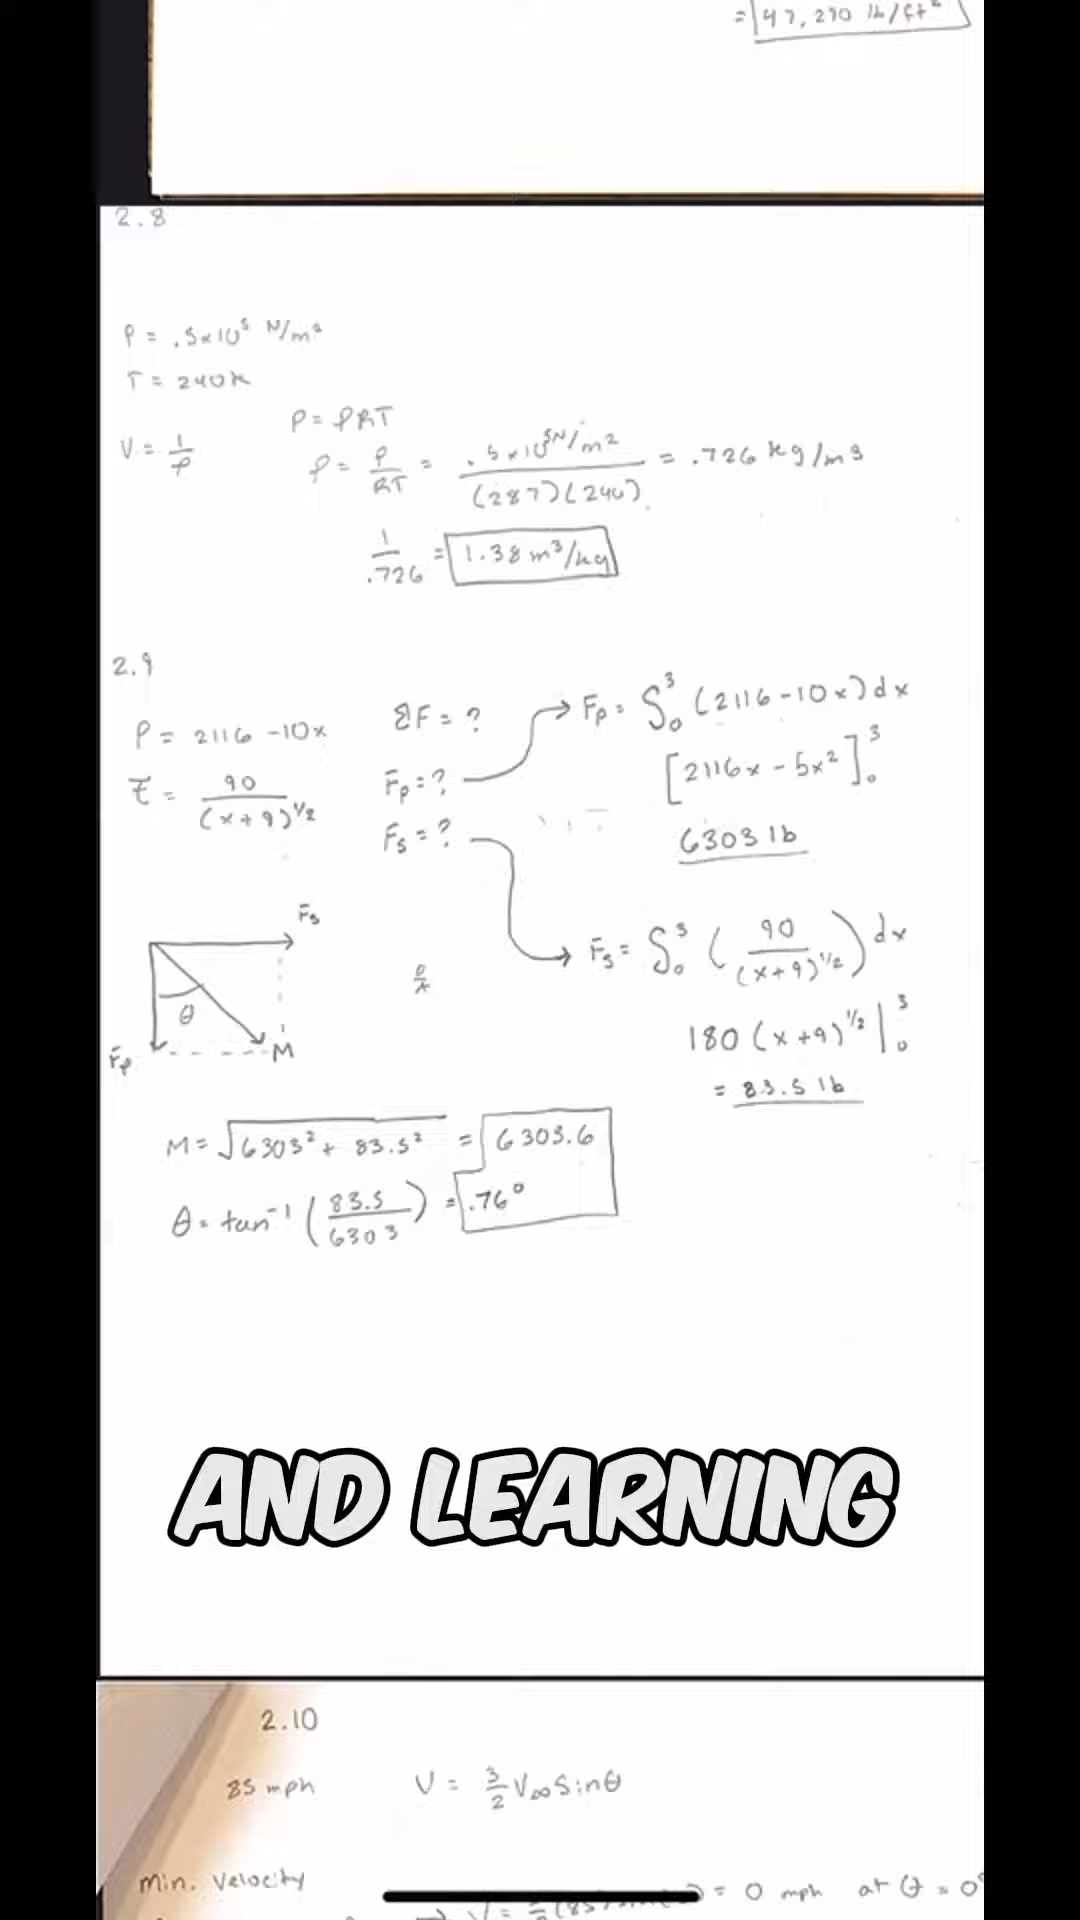 = 47,290 lb/ft²
2.8
P = .5×10⁵ N/m²
T = 240K
P = ρRT
V = 1/ρ
ρ = P/RT = .5×10⁵N/m² / (287)(240) = .726 kg/m³
1/.726 = 1.38 m³/kg
2.9
P = 2116 -10x
ΣF = ?
Fp = ∫₀³ (2116-10x)dx
τ = 90/(x+9)^1/2
Fp = ?
[2116x - 5x²]₀³
Fs = ?
6303 lb
Fs
Fs = ∫₀³ (90/(x+9)^1/2) dx
θ
180(x+9)^1/2 |₀³
Fp
M
= 83.5 lb
M = √6303² + 83.5² = 6303.6
θ = tan⁻¹(83.5/6303) = .76°
AND LEARNING
2.10
85 mph
V = 3/2 V∞ Sinθ
min. velocity
= 0 mph at θ = 0°